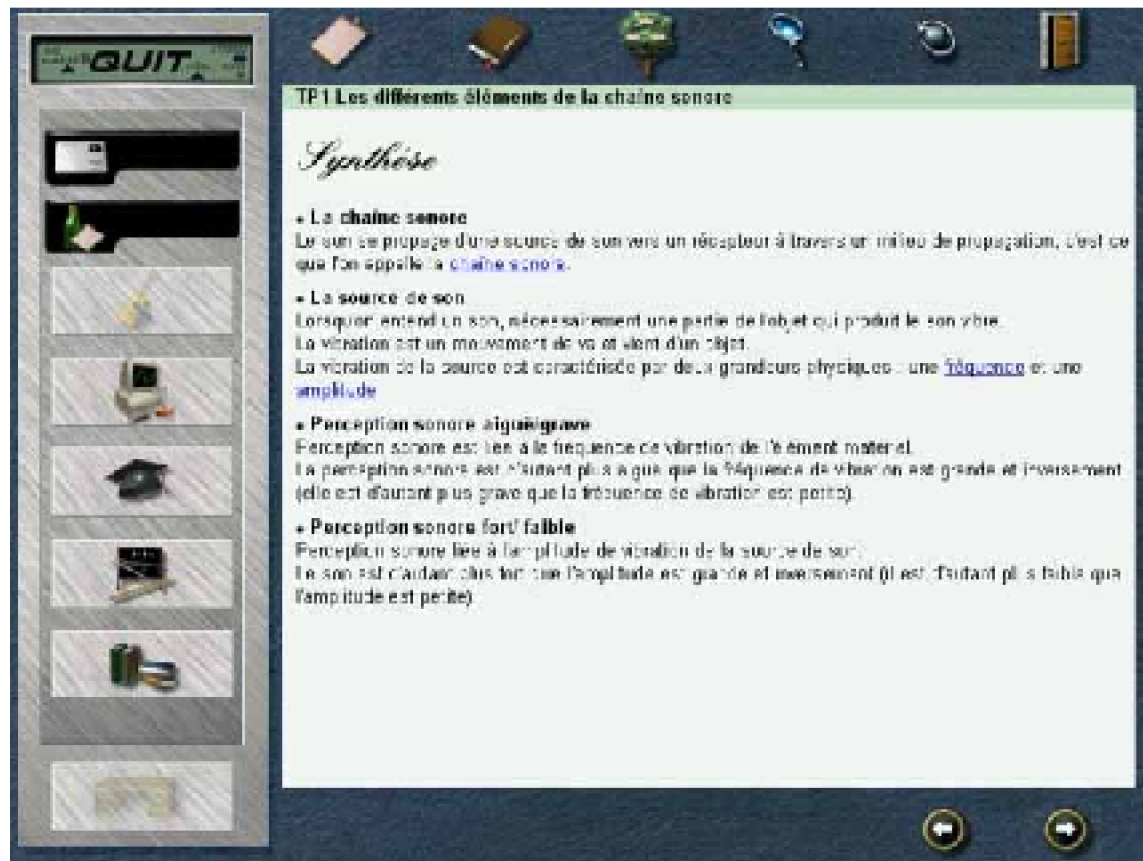 QUIT
TP1 Les différents éléments de la chaîne sonore
Synthèse
• La chaîne sonore
Le son se propage d'une source de son vers un récepteur à travers un milieu de propagation, c'est ce
que l'on appelle la chaîne sonore.
• La source de son
Lorsqu'on entend un son, nécessairement une partie de l'objet qui produit le son vibre.
La vibration est un mouvement de va et vient d'un objet.
La vibration de la source est caractérisée par deux grandeurs physiques : une fréquence et une
amplitude
• Perception sonore aiguë/grave
Perception sonore est liée à la fréquence de vibration de l'élément matériel.
La perception sonore est d'autant plus aiguë que la fréquence de vibration est grande et inversement
(elle est d'autant plus grave que la fréquence de vibration est petite).
• Perception sonore fort/ faible
Perception sonore liée à l'amplitude de vibration de la source de son.
Le son est d'autant plus fort que l'amplitude est grande et inversement (il est d'autant plus faible que
l'amplitude est petite)